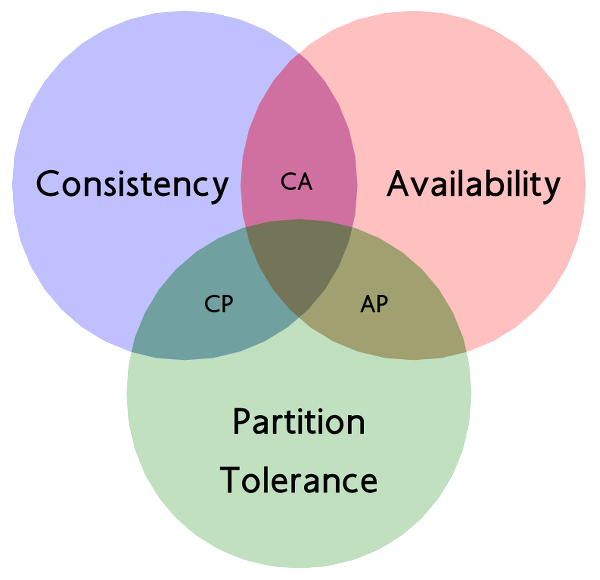 Consistency
CA
Availability
CP
AP
Partition
Tolerance